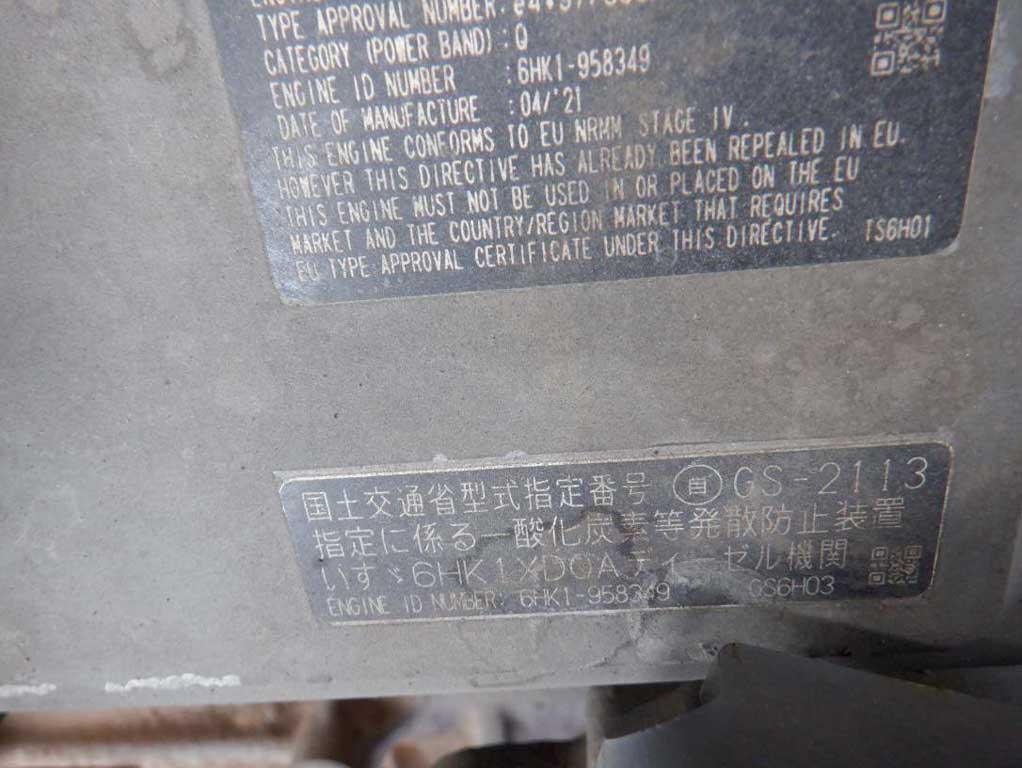 TYPE APPROVAL NUMBER:
CATEGORY (POWER BAND):Q
ENGINE ID NUMBER :6HK1-958349
DATE OF MANUFACTURE :04/'21
THIS ENGINE CONFORMS TO EU NRMM STAGE IV.
HOWEVER THIS DIRECTIVE HAS ALREADY BEEN REPEALED IN EU.
THIS ENGINE MUST NOT BE USED IN OR PLACED ON THE EU
MARKET AND THE COUNTRY/REGION MARKET THAT REQUIRES
EU TYPE APPROVAL CERTIFICATE UNDER THIS DIRECTIVE. TS6H01
国土交通省型式指定番号 GS-2113
指定に係る一酸化炭素等発散防止装置
いすゞ6HK1XDQAディーゼル機関
ENGINE ID NUMBER: 6HK1-958349 QS6H03